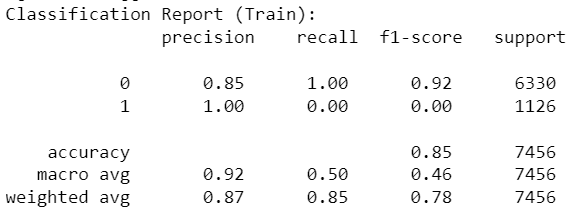 Classification Report (Train):
precision recall f1-score support
0 0.85 1.00 0.92 6330
1 1.00 0.00 0.00 1126
accuracy 0.85 7456
macro avg 0.92 0.50 0.46 7456
weighted avg 0.87 0.85 0.78 7456